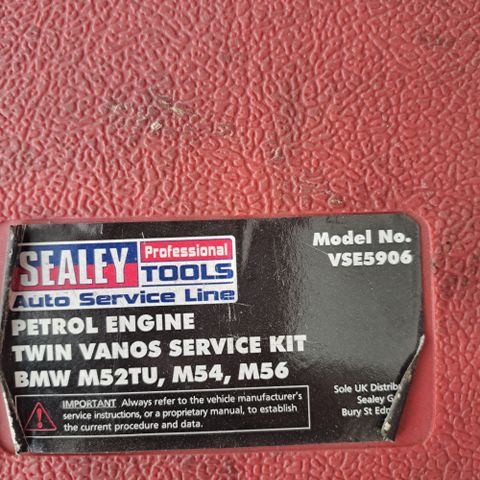 SEALEY Professional TOOLS
Auto Service Line
Model No.
VSE5906
PETROL ENGINE
TWIN VANOS SERVICE KIT
BMW M52TU, M54, M56
IMPORTANT Always refer to the vehicle manufacturer's
service instructions, or a proprietary manual, to establish
the current procedure and data.
Sole UK
Sealey
Bury St